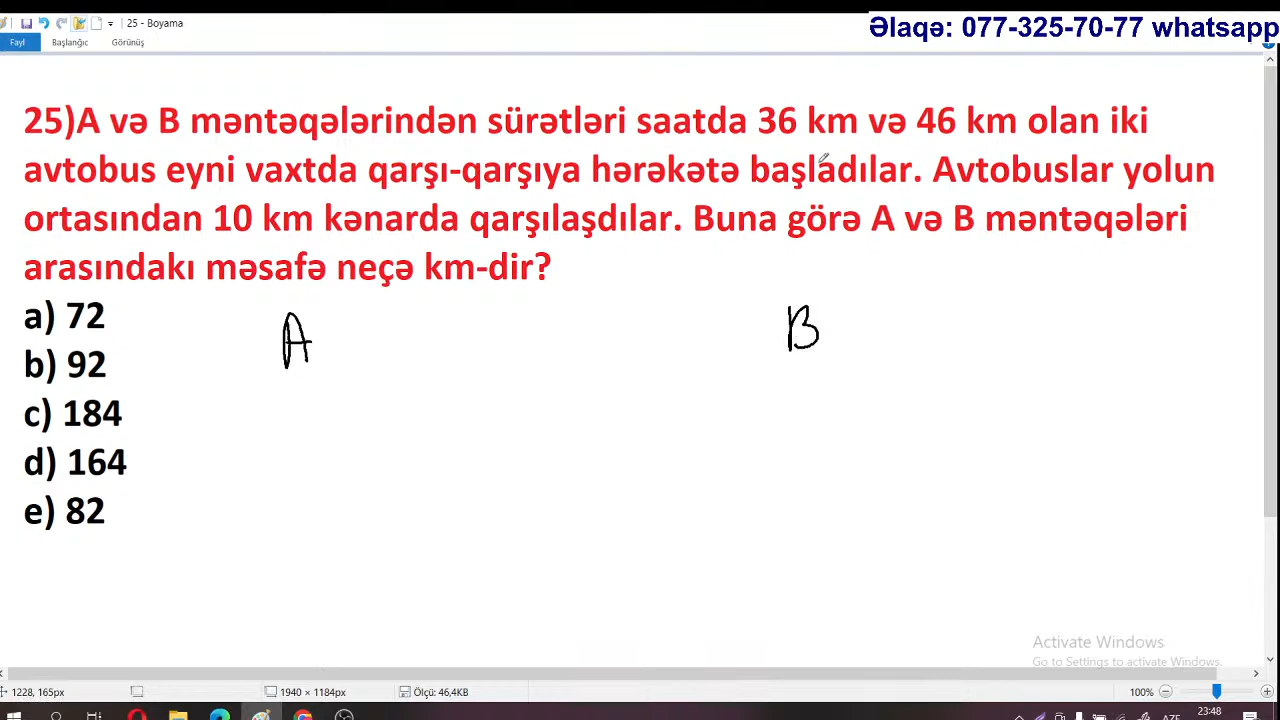 25 - Boyama
Əlaqə: 077-325-70-77 whatsapp
Fayl Başlanğıc Görünüş
25)A və B məntəqələrindən sürətləri saatda 36 km və 46 km olan iki
avtobus eyni vaxtda qarşı-qarşıya hərəkətə başladılar. Avtobuslar yolun
ortasından 10 km kənarda qarşılaşdılar. Buna görə A və B məntəqələri
arasındakı məsafə neçə km-dir?
a) 72
b) 92
c) 184
d) 164
e) 82
A B
Activate Windows
Go to Settings to activate Windows.
1228, 165px 1940 × 1184px Ölçü: 46,4KB 100%
AZE 23:48